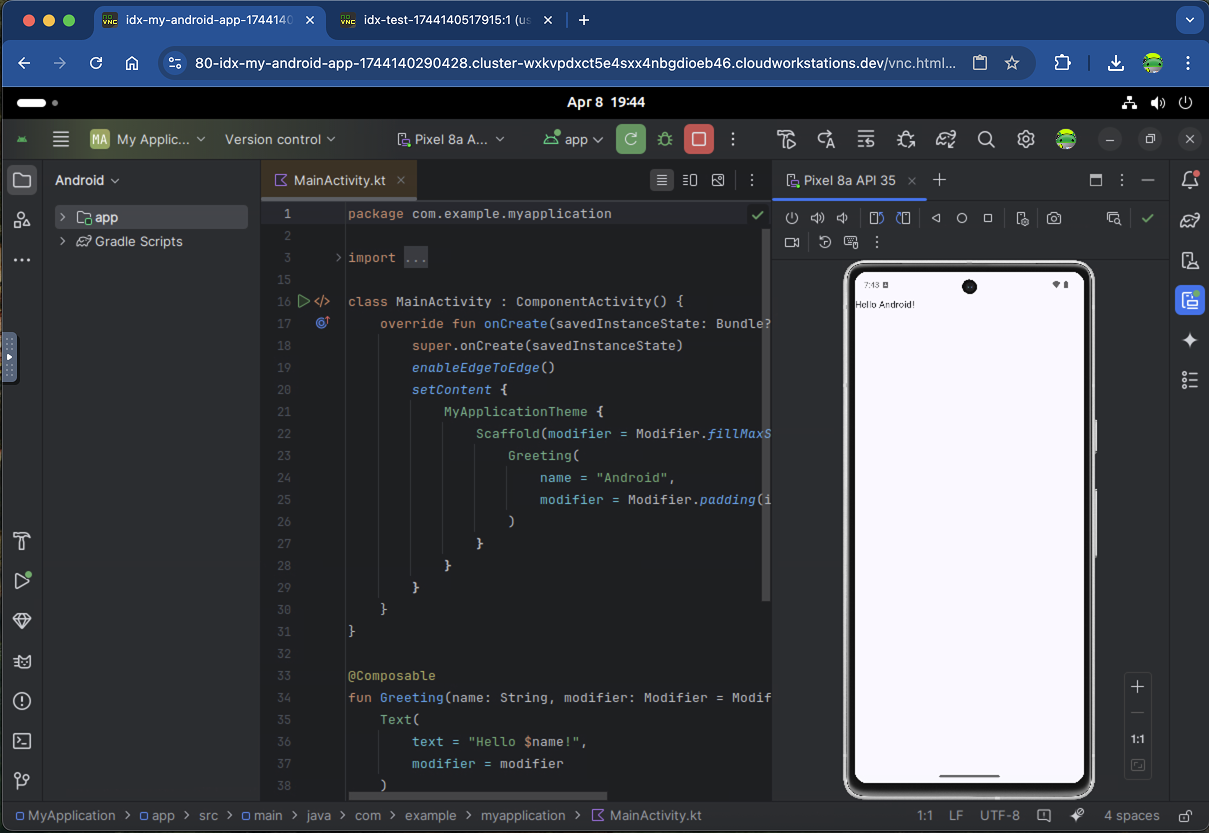 idx-my-android-app-17441402
idx-test-1744140517915:1 (us
80-idx-my-android-app-1744140290428.cluster-wxkvpdxct5e4sxx4nbgdioeb46.cloudworkstations.dev/vnc.html...
Apr 8 19:44
MA My Applic... Version control Pixel 8a A... app
Android
MainActivity.kt
Pixel 8a API 35
app
Gradle Scripts
1 package com.example.myapplication
2
3 import ...
15
16 class MainActivity : ComponentActivity() {
17 override fun onCreate(savedInstanceState: Bundle?
18 super.onCreate(savedInstanceState)
19 enableEdgeToEdge()
20 setContent {
21 MyApplicationTheme {
22 Scaffold(modifier = Modifier.fillMaxS
23 Greeting(
24 name = "Android",
25 modifier = Modifier.padding(i
26 )
27 }
28 }
29 }
30 }
31 }
32
33 @Composable
34 fun Greeting(name: String, modifier: Modifier = Modif
35 Text(
36 text = "Hello $name!",
37 modifier = modifier
38 )
7:43
Hello Android!
1:1
MyApplication > app > src > main > java > com > example > myapplication > MainActivity.kt
1:1 LF UTF-8 4 spaces